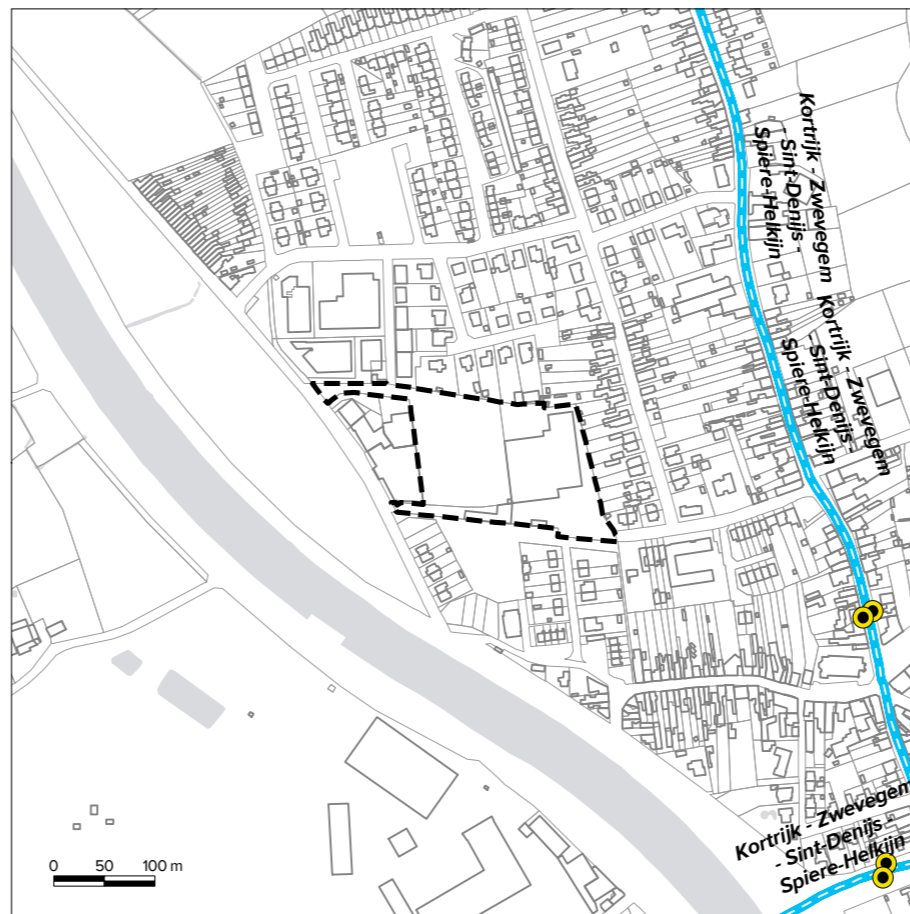 Kortrijk - Zwevegem
- Sint-Denijs -
Spiere-Helkijn
Kortrijk - Zwevegem
- Sint-Denijs -
Spiere-Helkijn
Kortrijk - Zwevegem
- Sint-Denijs -
Spiere-Helkijn
0 50 100 m